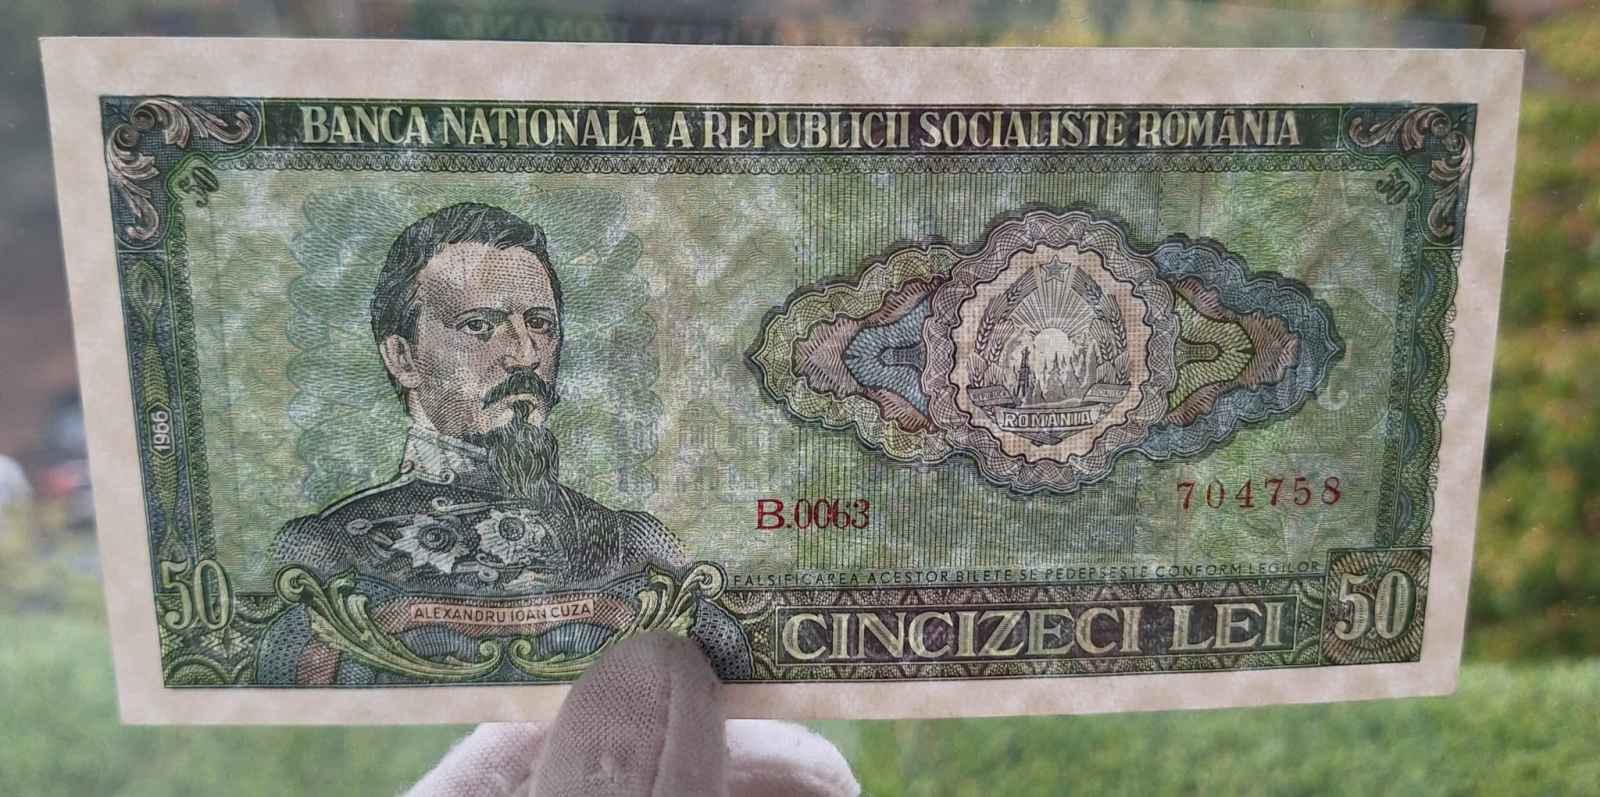 BANCA NAȚIONALĂ A REPUBLICII SOCIALISTE ROMÂNIA
50
50
1966
ROMÂNIA
B.0063
704758
FALSIFICAREA ACESTOR BILETE SE PEDEPSEȘTE CONFORM LEGILOR
50
ALEXANDRU IOAN CUZA
CINCIZECI LEI
50